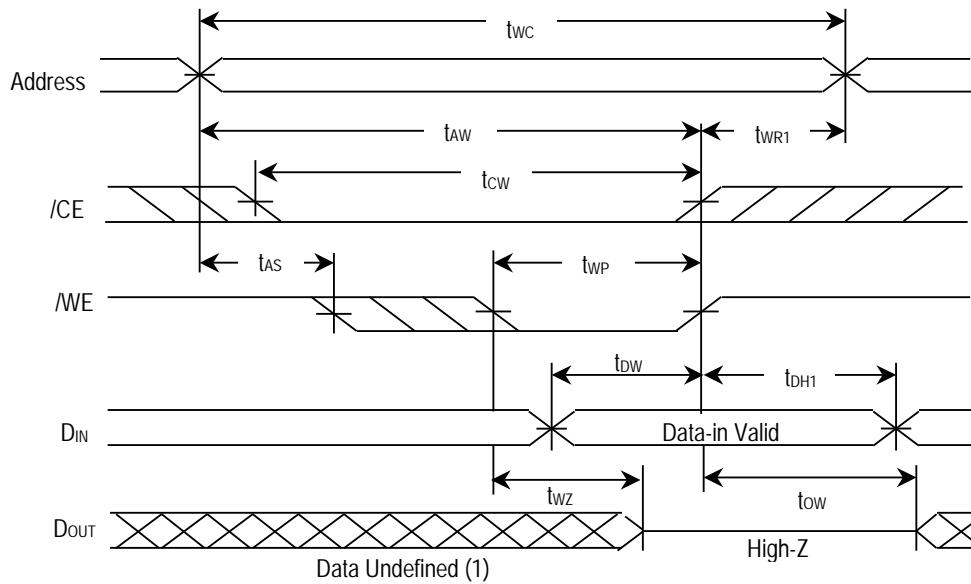 tWC
Address
tAW
tWR1
tCW
/CE
tAS
tWP
/WE
tDW
tDH1
DIN
Data-in Valid
tWZ
tOW
DOUT
High-Z
Data Undefined (1)